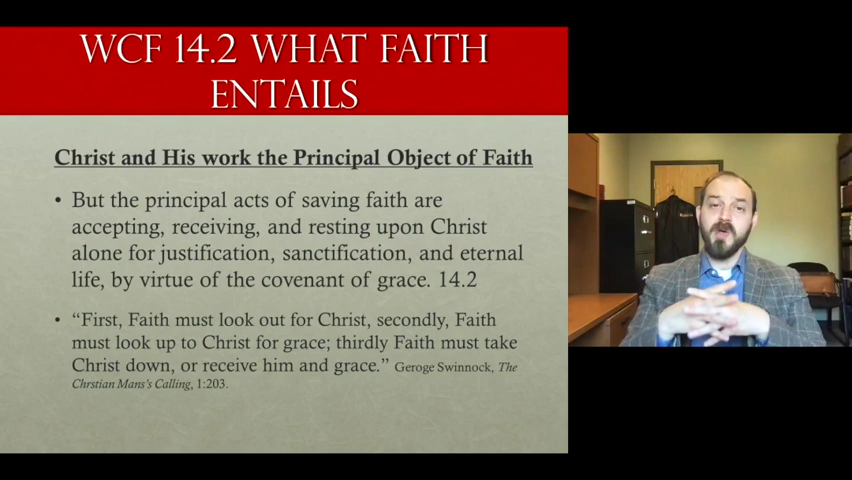 WCF 14.2 WHAT FAITH
ENTAILS
Christ and His work the Principal Object of Faith
• But the principal acts of saving faith are
accepting, receiving, and resting upon Christ
alone for justification, sanctification, and eternal
life, by virtue of the covenant of grace. 14.2
• “First, Faith must look out for Christ, secondly, Faith
must look up to Christ for grace; thirdly Faith must take
Christ down, or receive him and grace.” Geroge Swinnock, The
Chrstian Mans’s Calling, 1:203.